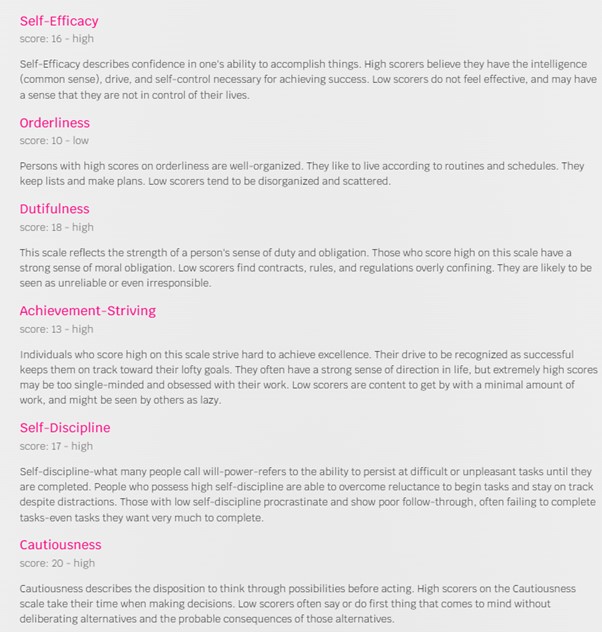 Self-Efficacy
score: 16 - high
Self-Efficacy describes confidence in one's ability to accomplish things. High scorers believe they have the intelligence
(common sense), drive, and self-control necessary for achieving success. Low scorers do not feel effective, and may have
a sense that they are not in control of their lives.
Orderliness
score: 10 - low
Persons with high scores on orderliness are well-organized. They like to live according to routines and schedules. They
keep lists and make plans. Low scorers tend to be disorganized and scattered.
Dutifulness
score: 18 - high
This scale reflects the strength of a person's sense of duty and obligation. Those who score high on this scale have a
strong sense of moral obligation. Low scorers find contracts, rules, and regulations overly confining. They are likely to be
seen as unreliable or even irresponsible.
Achievement-Striving
score: 13 - high
Individuals who score high on this scale strive hard to achieve excellence. Their drive to be recognized as successful
keeps them on track toward their lofty goals. They often have a strong sense of direction in life, but extremely high scores
may be too single-minded and obsessed with their work. Low scorers are content to get by with a minimal amount of
work, and might be seen by others as lazy.
Self-Discipline
score: 17 - high
Self-discipline-what many people call will-power-refers to the ability to persist at difficult or unpleasant tasks until they
are completed. People who possess high self-discipline are able to overcome reluctance to begin tasks and stay on track
despite distractions. Those with low self-discipline procrastinate and show poor follow-through, often failing to complete
tasks-even tasks they want very much to complete.
Cautiousness
score: 20 - high
Cautiousness describes the disposition to think through possibilities before acting. High scorers on the Cautiousness
scale take their time when making decisions. Low scorers often say or do first thing that comes to mind without
deliberating alternatives and the probable consequences of those alternatives.